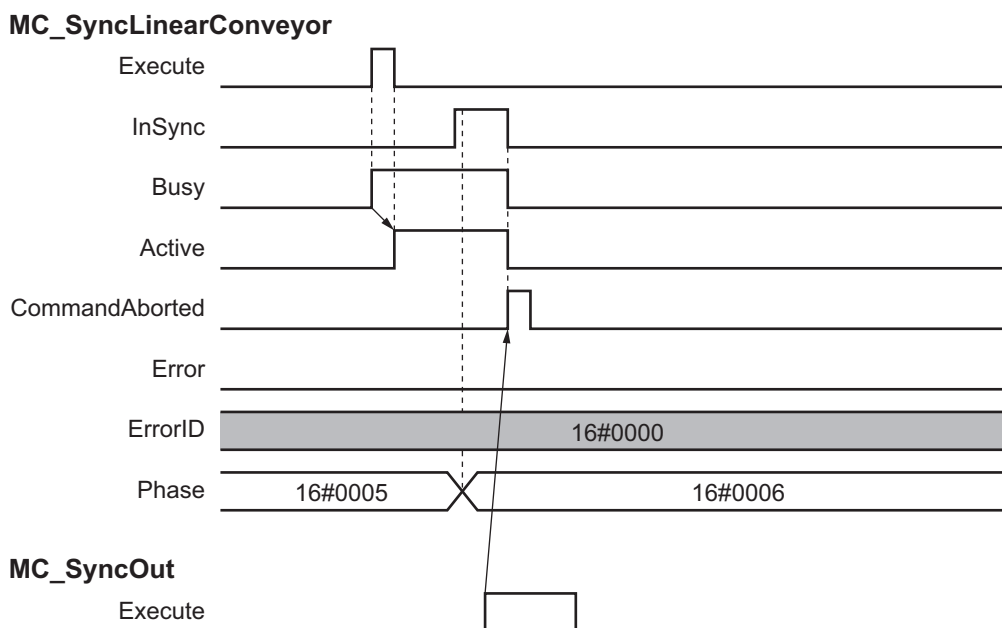 MC_SyncLinearConveyor
Execute
InSync
Busy
Active
CommandAborted
Error
ErrorID 16#0000
Phase 16#0005 16#0006
MC_SyncOut
Execute